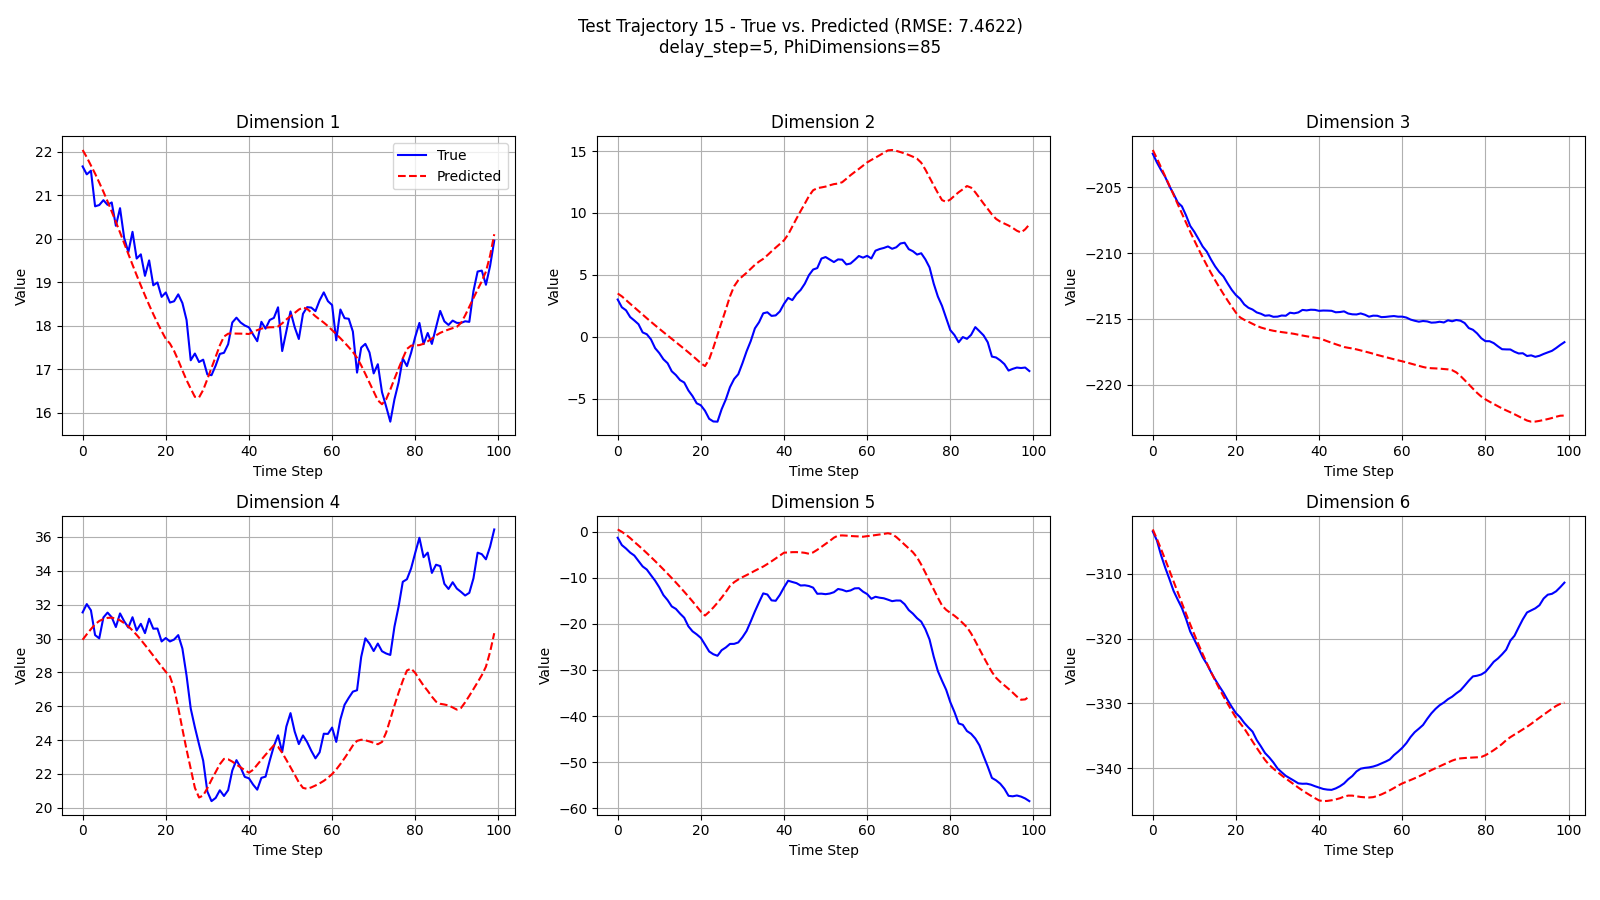 Test Trajectory 15 - True vs. Predicted (RMSE: 7.4622)
delay_step=5, PhiDimensions=85
Dimension 1
Value
22
21
20
19
18
17
16
0 20 40 60 80 100
Time Step
True
Predicted
Dimension 2
Value
15
10
5
0
−5
0 20 40 60 80 100
Time Step
Dimension 3
Value
−205
−210
−215
−220
0 20 40 60 80 100
Time Step
Dimension 4
Value
36
34
32
30
28
26
24
22
20
0 20 40 60 80 100
Time Step
Dimension 5
Value
0
−10
−20
−30
−40
−50
−60
0 20 40 60 80 100
Time Step
Dimension 6
Value
−310
−320
−330
−340
0 20 40 60 80 100
Time Step